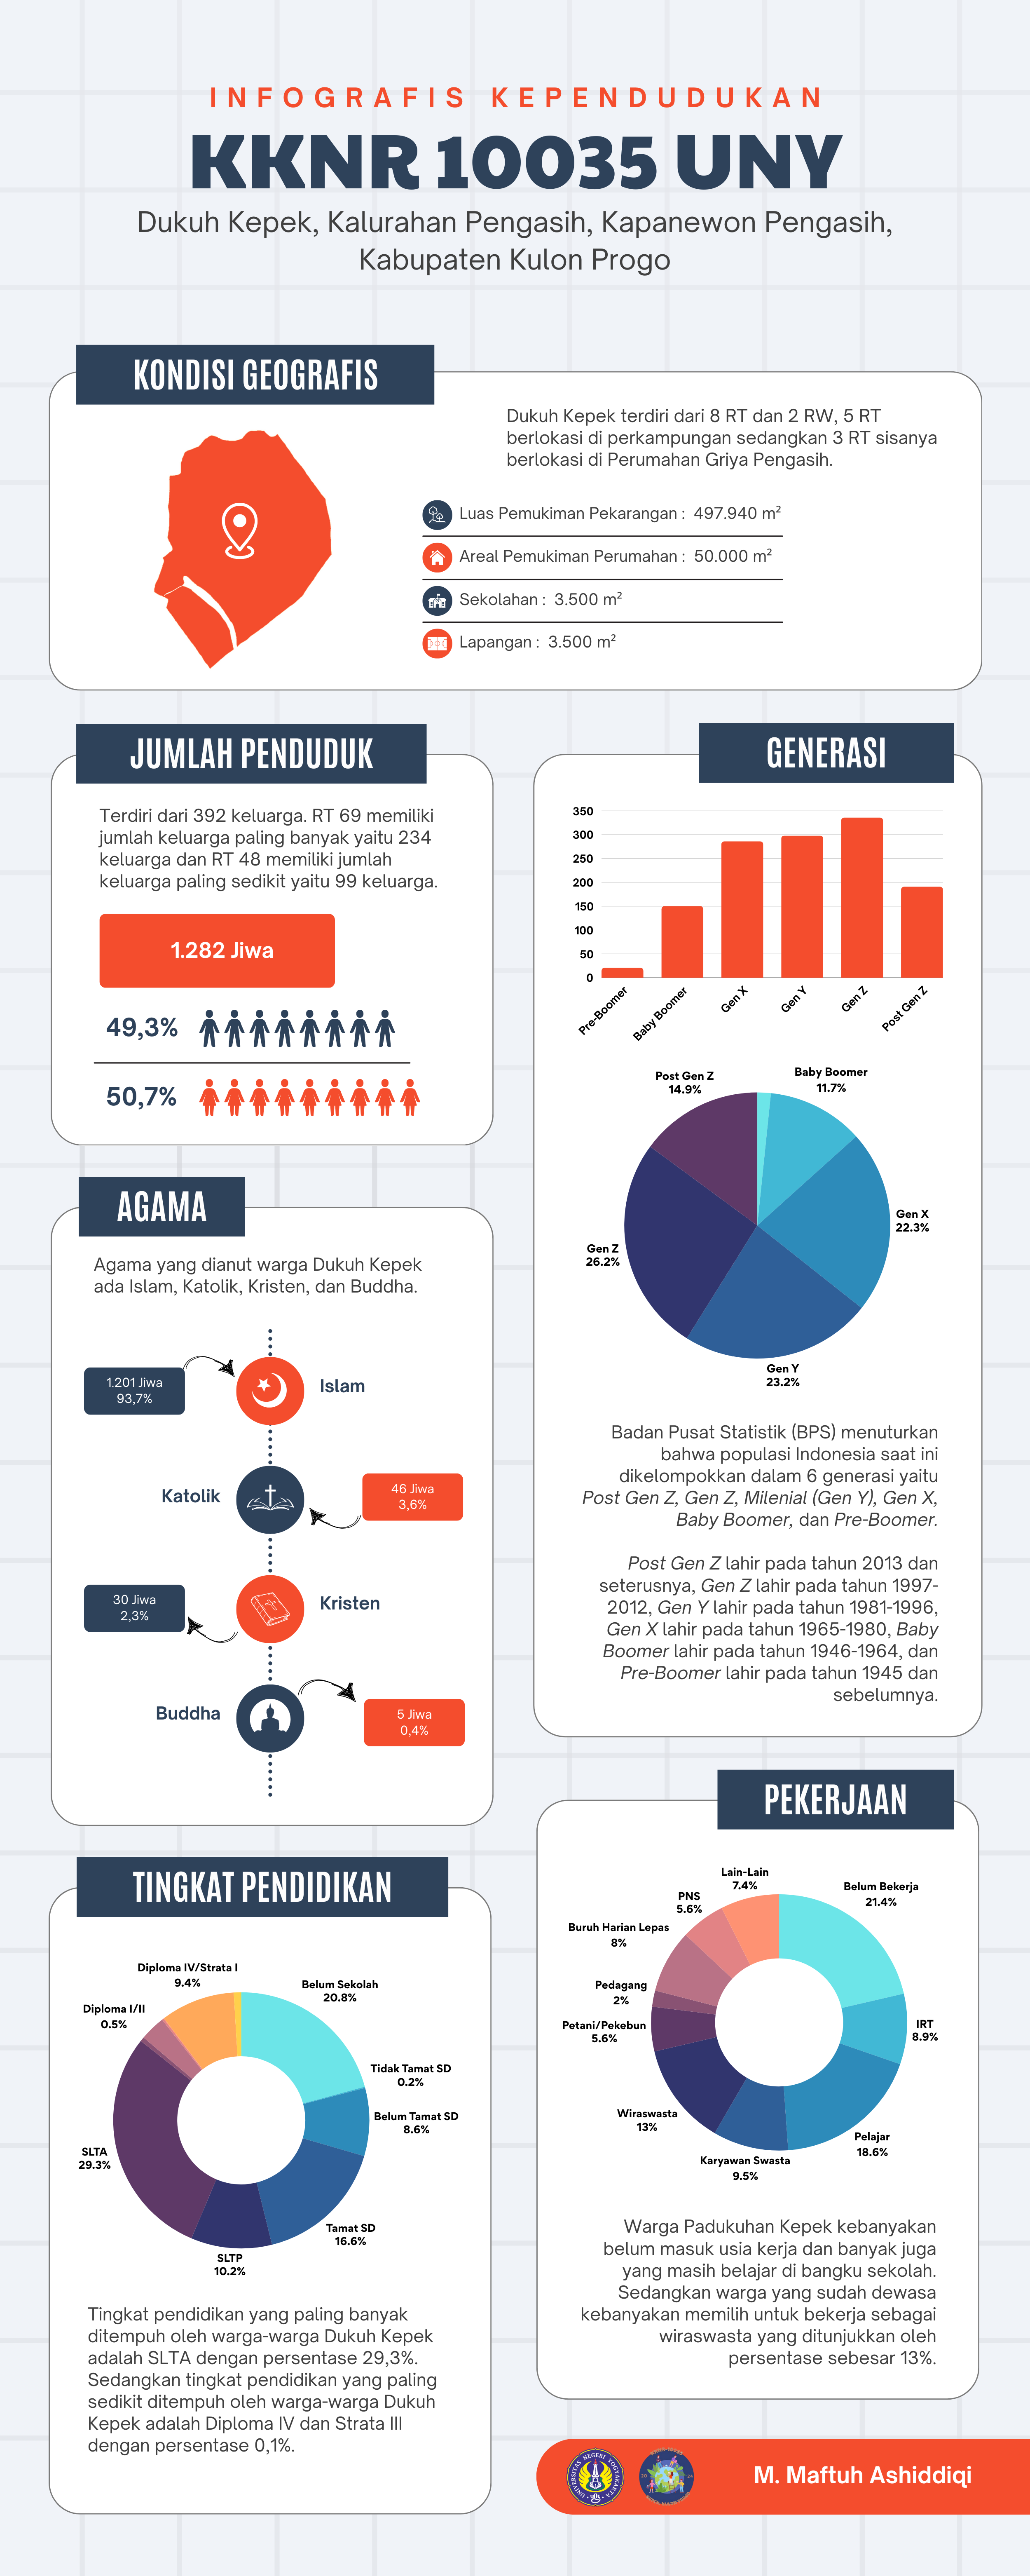 INFOGRAFIS KEPENDUDUKAN
KKNR 10035 UNY
Dukuh Kepek, Kalurahan Pengasih, Kapanewon Pengasih,
Kabupaten Kulon Progo
KONDISI GEOGRAFIS
Dukuh Kepek terdiri dari 8 RT dan 2 RW, 5 RT
berlokasi di perkampungan sedangkan 3 RT sisanya
berlokasi di Perumahan Griya Pengasih.
Luas Pemukiman Pekarangan : 497.940 m²
Areal Pemukiman Perumahan : 50.000 m²
Sekolahan : 3.500 m²
Lapangan : 3.500 m²
JUMLAH PENDUDUK
Terdiri dari 392 keluarga. RT 69 memiliki
jumlah keluarga paling banyak yaitu 234
keluarga dan RT 48 memiliki jumlah
keluarga paling sedikit yaitu 99 keluarga.
1.282 Jiwa
49,3%
50,7%
AGAMA
Agama yang dianut warga Dukuh Kepek
ada Islam, Katolik, Kristen, dan Buddha.
1.201 Jiwa
93,7%
Islam
Katolik
46 Jiwa
3,6%
30 Jiwa
2,3%
Kristen
Buddha
5 Jiwa
0,4%
TINGKAT PENDIDIKAN
Diploma IV/Strata I
9.4%
Belum Sekolah
20.8%
Diploma I/II
0.5%
Tidak Tamat SD
0.2%
Belum Tamat SD
8.6%
SLTA
29.3%
Tamat SD
16.6%
SLTP
10.2%
Tingkat pendidikan yang paling banyak
ditempuh oleh warga-warga Dukuh Kepek
adalah SLTA dengan persentase 29,3%.
Sedangkan tingkat pendidikan yang paling
sedikit ditempuh oleh warga-warga Dukuh
Kepek adalah Diploma IV dan Strata III
dengan persentase 0,1%.
GENERASI
350
300
250
200
150
100
50
0
Pre-Boomer
Baby Boomer
Gen X
Gen Y
Gen Z
Post Gen Z
Post Gen Z
14.9%
Baby Boomer
11.7%
Gen X
22.3%
Gen Z
26.2%
Gen Y
23.2%
Badan Pusat Statistik (BPS) menuturkan
bahwa populasi Indonesia saat ini
dikelompokkan dalam 6 generasi yaitu
Post Gen Z, Gen Z, Milenial (Gen Y), Gen X,
Baby Boomer, dan Pre-Boomer.
Post Gen Z lahir pada tahun 2013 dan
seterusnya, Gen Z lahir pada tahun 1997-
2012, Gen Y lahir pada tahun 1981-1996,
Gen X lahir pada tahun 1965-1980, Baby
Boomer lahir pada tahun 1946-1964, dan
Pre-Boomer lahir pada tahun 1945 dan
sebelumnya.
PEKERJAAN
Lain-Lain
7.4%
Belum Bekerja
21.4%
PNS
5.6%
Buruh Harian Lepas
8%
Pedagang
2%
Petani/Pekebun
5.6%
IRT
8.9%
Wiraswasta
13%
Pelajar
18.6%
Karyawan Swasta
9.5%
Warga Padukuhan Kepek kebanyakan
belum masuk usia kerja dan banyak juga
yang masih belajar di bangku sekolah.
Sedangkan warga yang sudah dewasa
kebanyakan memilih untuk bekerja sebagai
wiraswasta yang ditunjukkan oleh
persentase sebesar 13%.
UNIVERSITAS NEGERI YOGYAKARTA
M. Maftuh Ashiddiqi